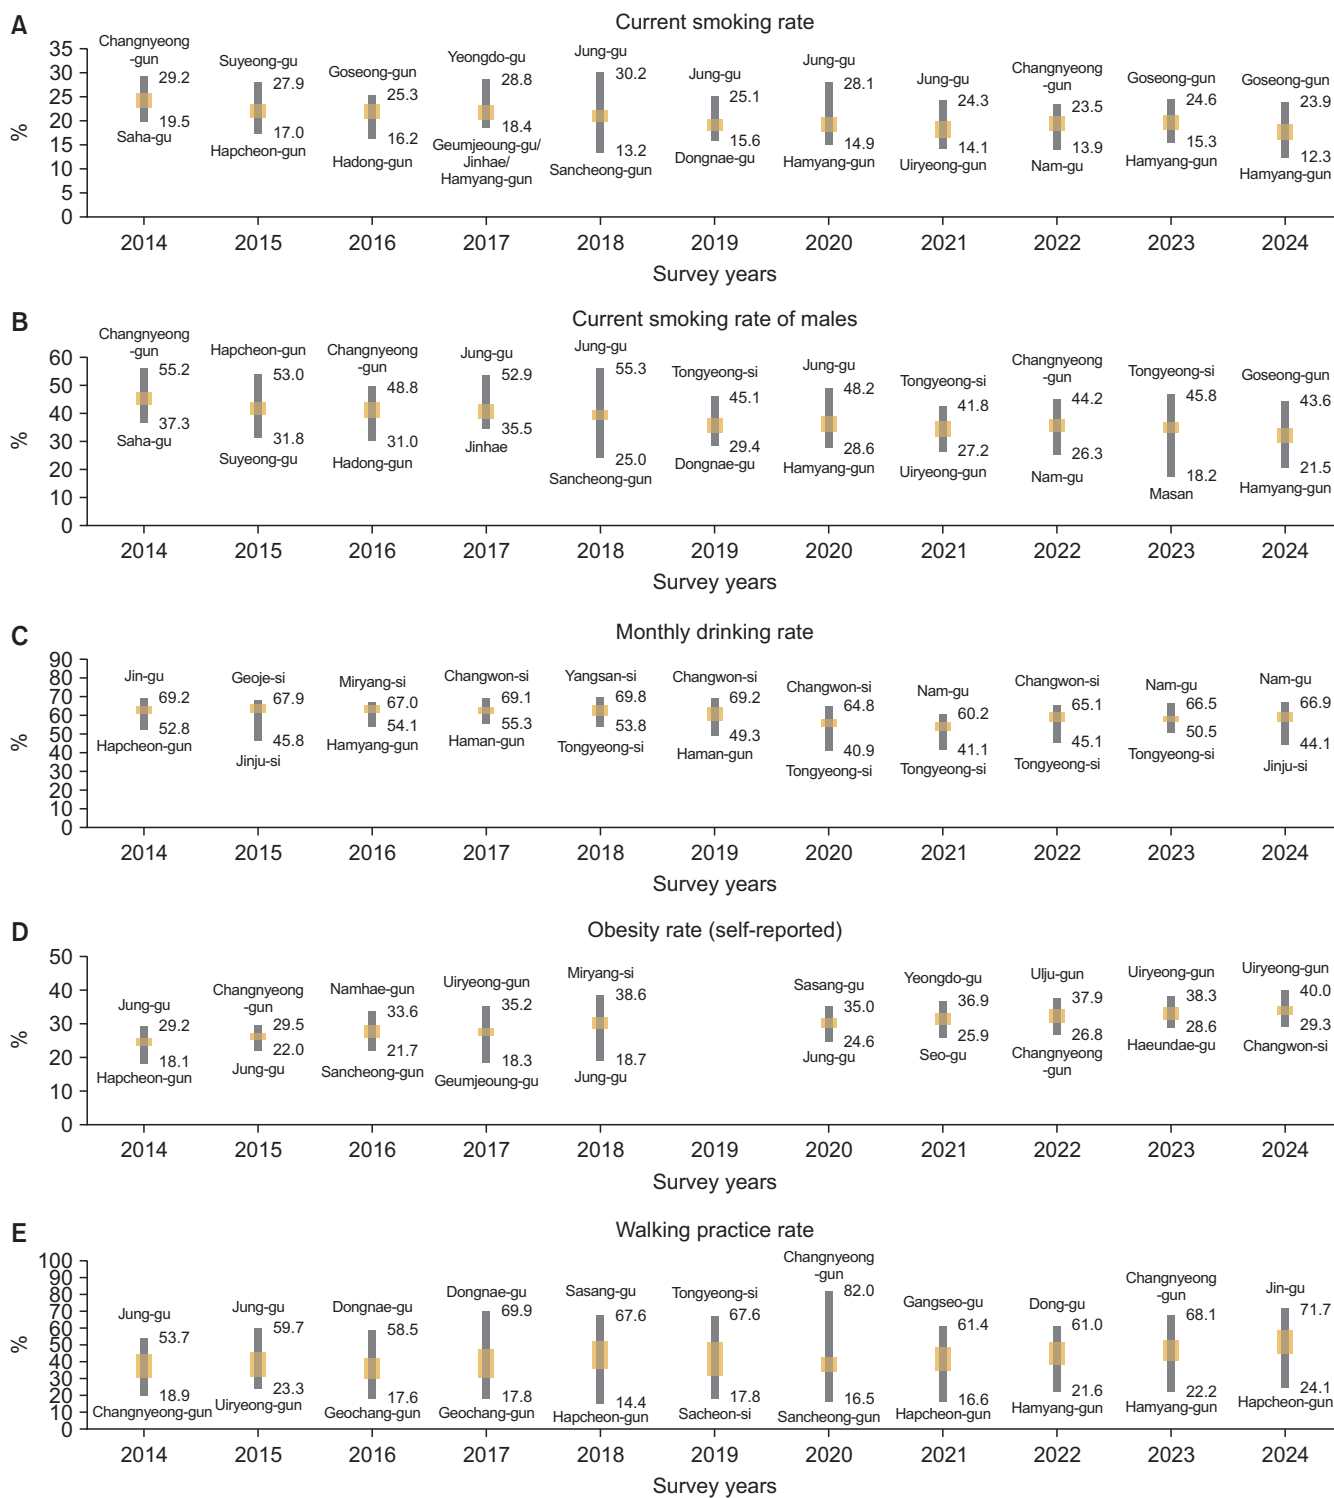 A
Current smoking rate
35
30
25
20
15
10
5
0
%
Changnyeong
-gun
29.2
19.5
Saha-gu
Suyeong-gu
27.9
17.0
Hapcheon-gun
Goseong-gun
25.3
16.2
Hadong-gun
Yeongdo-gu
28.8
18.4
Geumjeoung-gu/
Jinhae/
Hamyang-gun
Jung-gu
30.2
13.2
Sancheong-gun
Jung-gu
25.1
15.6
Dongnae-gu
Jung-gu
28.1
14.9
Hamyang-gun
Jung-gu
24.3
14.1
Uiryeong-gun
Changnyeong
-gun
23.5
13.9
Nam-gu
Goseong-gun
24.6
15.3
Hamyang-gun
Goseong-gun
23.9
12.3
Hamyang-gun
2014 2015 2016 2017 2018 2019 2020 2021 2022 2023 2024
Survey years
B
Current smoking rate of males
60
50
40
30
20
10
0
%
Changnyeong
-gun
55.2
37.3
Saha-gu
Hapcheon-gun
53.0
31.8
Suyeong-gu
Changnyeong
-gun
48.8
31.0
Hadong-gun
Jung-gu
52.9
35.5
Jinhae
Jung-gu
55.3
25.0
Sancheong-gun
Tongyeong-si
45.1
29.4
Dongnae-gu
Jung-gu
48.2
28.6
Hamyang-gun
Tongyeong-si
41.8
27.2
Uiryeong-gun
Changnyeong
-gun
44.2
26.3
Nam-gu
Tongyeong-si
45.8
18.2
Masan
Goseong-gun
43.6
21.5
Hamyang-gun
2014 2015 2016 2017 2018 2019 2020 2021 2022 2023 2024
Survey years
C
Monthly drinking rate
90
80
70
60
50
40
30
20
10
0
%
Jin-gu
69.2
52.8
Hapcheon-gun
Geoje-si
67.9
45.8
Jinju-si
Miryang-si
67.0
54.1
Hamyang-gun
Changwon-si
69.1
55.3
Haman-gun
Yangsan-si
69.8
53.8
Tongyeong-si
Changwon-si
69.2
49.3
Haman-gun
Changwon-si
64.8
40.9
Tongyeong-si
Nam-gu
60.2
41.1
Tongyeong-si
Changwon-si
65.1
45.1
Tongyeong-si
Nam-gu
66.5
50.5
Tongyeong-si
Nam-gu
66.9
44.1
Jinju-si
2014 2015 2016 2017 2018 2019 2020 2021 2022 2023 2024
Survey years
D
Obesity rate (self-reported)
50
40
30
20
10
0
%
Jung-gu
29.2
18.1
Hapcheon-gun
Changnyeong
-gun
29.5
22.0
Jung-gu
Namhae-gun
33.6
21.7
Sancheong-gun
Uiryeong-gun
35.2
18.3
Geumjeoung-gu
Miryang-si
38.6
18.7
Jung-gu
Sasang-gu
35.0
24.6
Jung-gu
Yeongdo-gu
36.9
25.9
Seo-gu
Ulju-gun
37.9
26.8
Changnyeong
-gun
Uiryeong-gun
38.3
28.6
Haeundae-gu
Uiryeong-gun
40.0
29.3
Changwon-si
2014 2015 2016 2017 2018 2019 2020 2021 2022 2023 2024
Survey years
E
Walking practice rate
100
90
80
70
60
50
40
30
20
10
0
%
Jung-gu
53.7
18.9
Changnyeong-gun
Jung-gu
59.7
23.3
Uiryeong-gun
Dongnae-gu
58.5
17.6
Geochang-gun
Dongnae-gu
69.9
17.8
Geochang-gun
Sasang-gu
67.6
14.4
Hapcheon-gun
Tongyeong-si
67.6
17.8
Sacheon-si
Changnyeong
-gun
82.0
16.5
Sancheong-gun
Gangseo-gu
61.4
16.6
Hapcheon-gun
Dong-gu
61.0
21.6
Hamyang-gun
Changnyeong
-gun
68.1
22.2
Hamyang-gun
Jin-gu
71.7
24.1
Hapcheon-gun
2014 2015 2016 2017 2018 2019 2020 2021 2022 2023 2024
Survey years